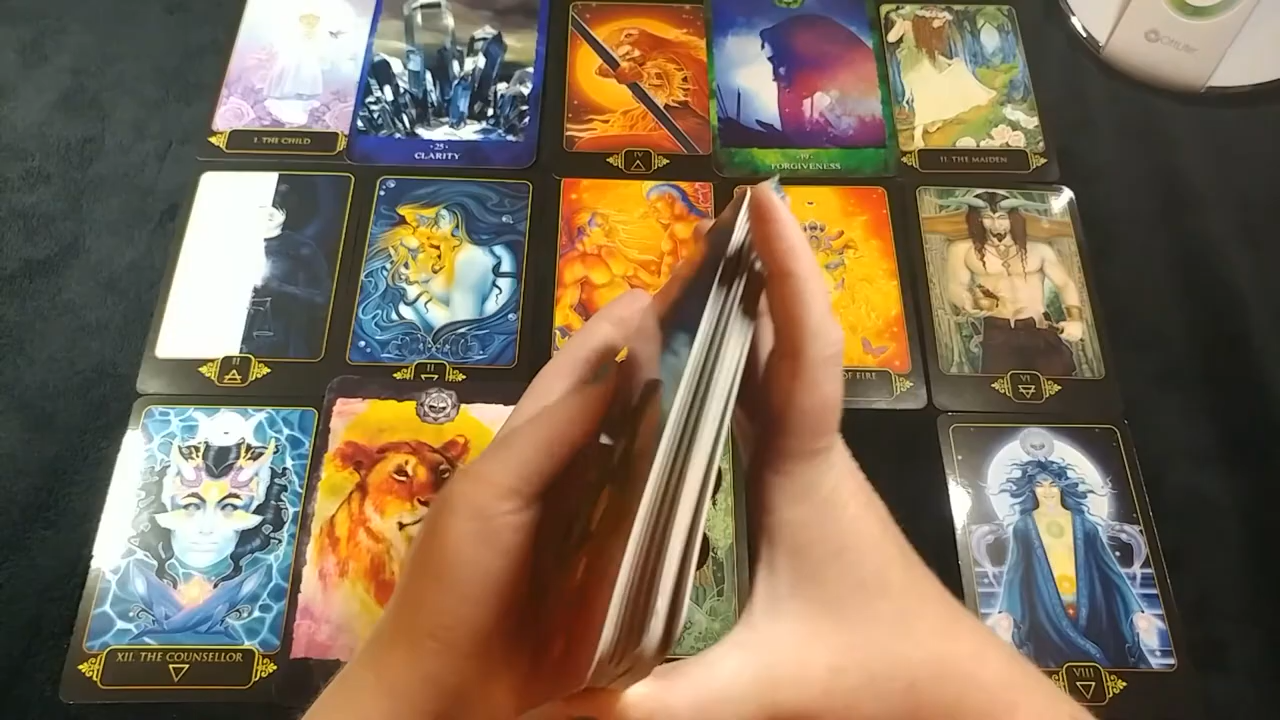 I. THE CHILD
·25·
CLARITY
IV
·19·
FORGIVENESS
II. THE MAIDEN
II
II
OF FIRE
VI
XII. THE COUNSELLOR
VIII